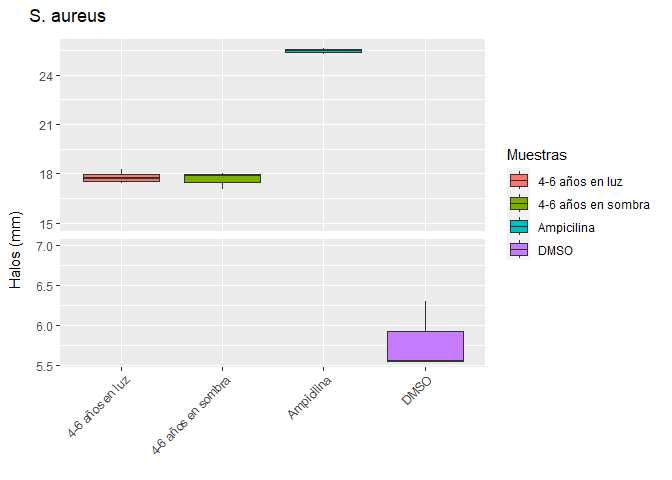 S. aureus
Halos (mm)
24
21
18
15
7.0
6.5
6.0
5.5
4-6 años en luz
4-6 años en sombra
Ampicilina
DMSO
Muestras
4-6 años en luz
4-6 años en sombra
Ampicilina
DMSO